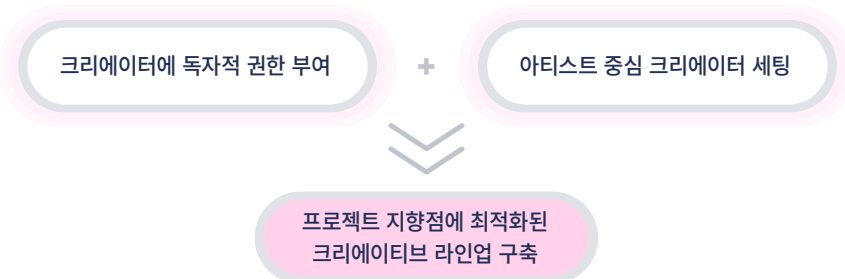 크리에이터에 독자적 권한 부여 + 아티스트 중심 크리에이터 세팅
프로젝트 지향점에 최적화된
크리에이티브 라인업 구축